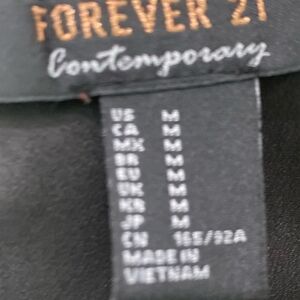 FOREVER 21
Contemporary
US M
CA M
MX M
BR M
EU M
UK M
KR M
JP M
CN 165/92A
MADE IN
VIETNAM